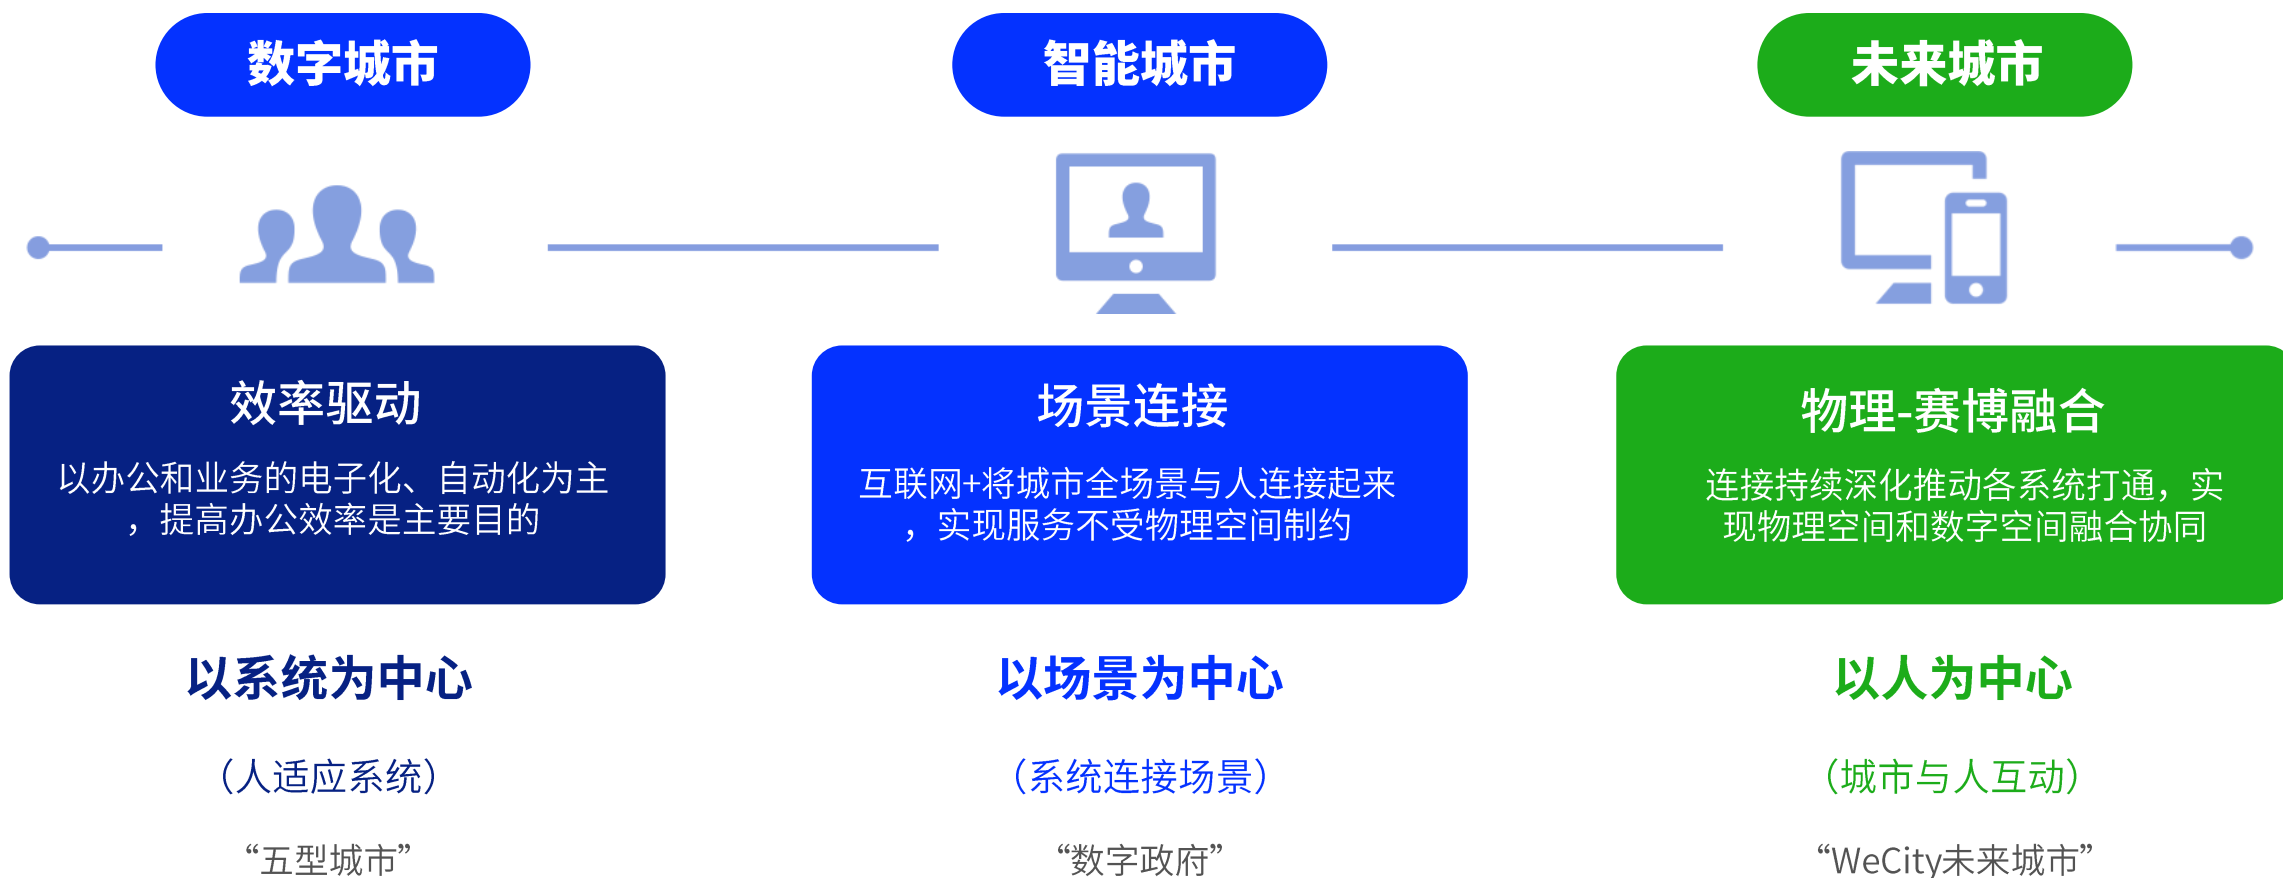 数字城市
智能城市
未来城市
效率驱动
以办公和业务的电子化、自动化为主
，提高办公效率是主要目的
场景连接
互联网+将城市全场景与人连接起来
，实现服务不受物理空间制约
物理-赛博融合
连接持续深化推动各系统打通，实
现物理空间和数字空间融合协同
以系统为中心
以场景为中心
以人为中心
（人适应系统）
（系统连接场景）
（城市与人互动）
“五型城市”
“数字政府”
“WeCity未来城市”